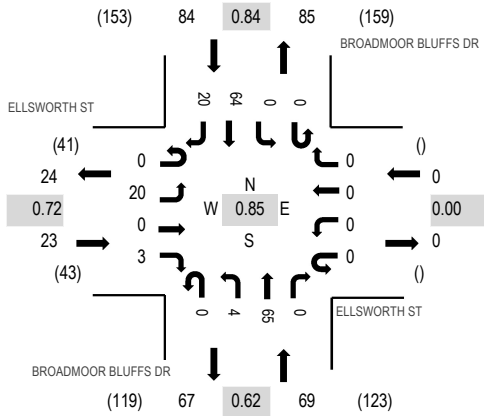 (153) 84 0.84 85 (159)
BROADMOOR BLUFFS DR
20 64 0 0
ELLSWORTH ST
(41) ()
24 0 0 0
20 0
N
0.72 W 0.85 E 0.00
0 0
S
23 3 0 0
(43) ()
0 4 65 0
ELLSWORTH ST
BROADMOOR BLUFFS DR
(119) 67 0.62 69 (123)